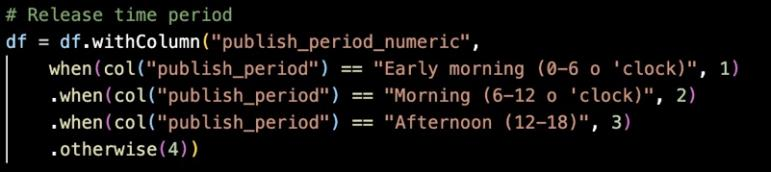 # Release time period
df = df.withColumn("publish_period_numeric",
when(col("publish_period") == "Early morning (0-6 o 'clock)", 1)
.when(col("publish_period") == "Morning (6-12 o 'clock)", 2)
.when(col("publish_period") == "Afternoon (12-18)", 3)
.otherwise(4))